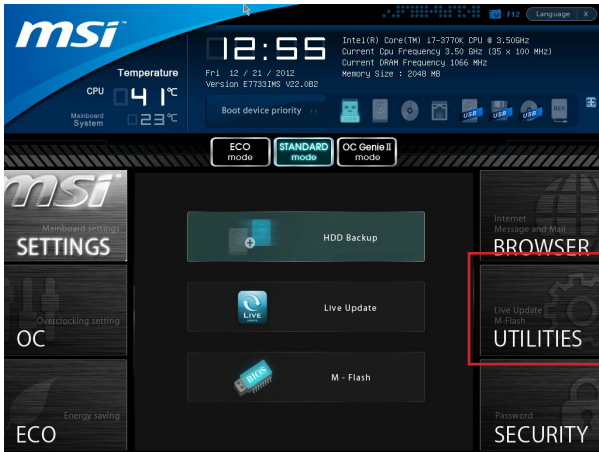 msi
F12 Language X
12:55
Intel(R) Core(TM) i7-3770K CPU @ 3.50GHz
Current Cpu Frequency 3.50 GHz (35 x 100 MHz)
Current DRAM Frequency 1066 MHz
Memory Size : 2048 MB
Fri 12 / 21 / 2012
Version E7733IMS V22.0B2
Temperature
CPU 41°C
Mainboard
System 23°C
Boot device priority
USB USB USB BEV
ECO
mode
STANDARD
mode
OC Genie II
mode
msi
Mainboard settings
SETTINGS
Overclocking setting
OC
Energy saving
ECO
HDD Backup
LIVE
Live Update
BIOS
M - Flash
Internet
Message and Mail
BROWSER
Live Update
M-Flash
UTILITIES
Password
SECURITY